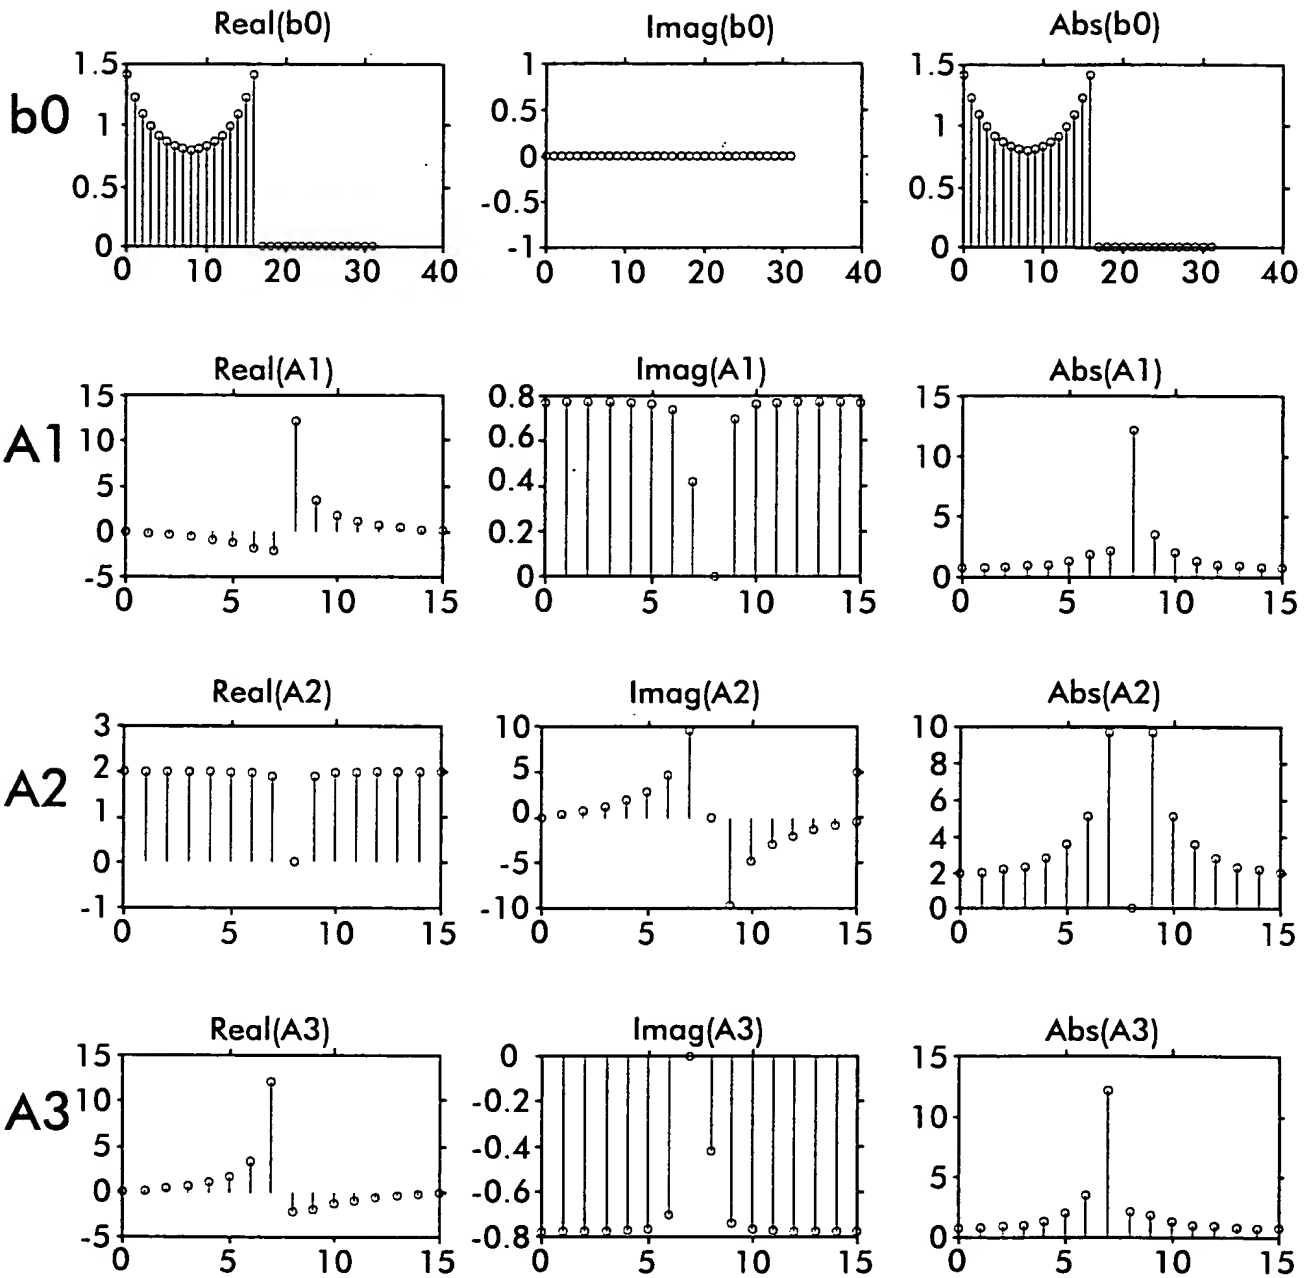 Real(b0) Imag(b0) Abs(b0)
b0
1.5 1 1.5
1 0.5 1
0 
0.5 -0.5 0.5
0 -1 0
0 10 20 30 40 0 10 20 30 40 0 10 20 30 40
Real(A1) Imag(A1) Abs(A1)
A1
15 0.8 15
10 0.6 10
5 0.4
0 0.2 5
-5 0 0
0 5 10 15 0 5 10 15 0 5 10 15
Real(A2) Imag(A2) Abs(A2)
A2
3 10 10
2 5 8
1 0 6
4
0 -5 2
-1 -10 0
0 5 10 15 0 5 10 15 0 5 10 15
Real(A3) Imag(A3) Abs(A3)
A3
15 0 15
10 -0.2 10
5 -0.4
0 -0.6 5
-5 -0.8 0
0 5 10 15 0 5 10 15 0 5 10 15